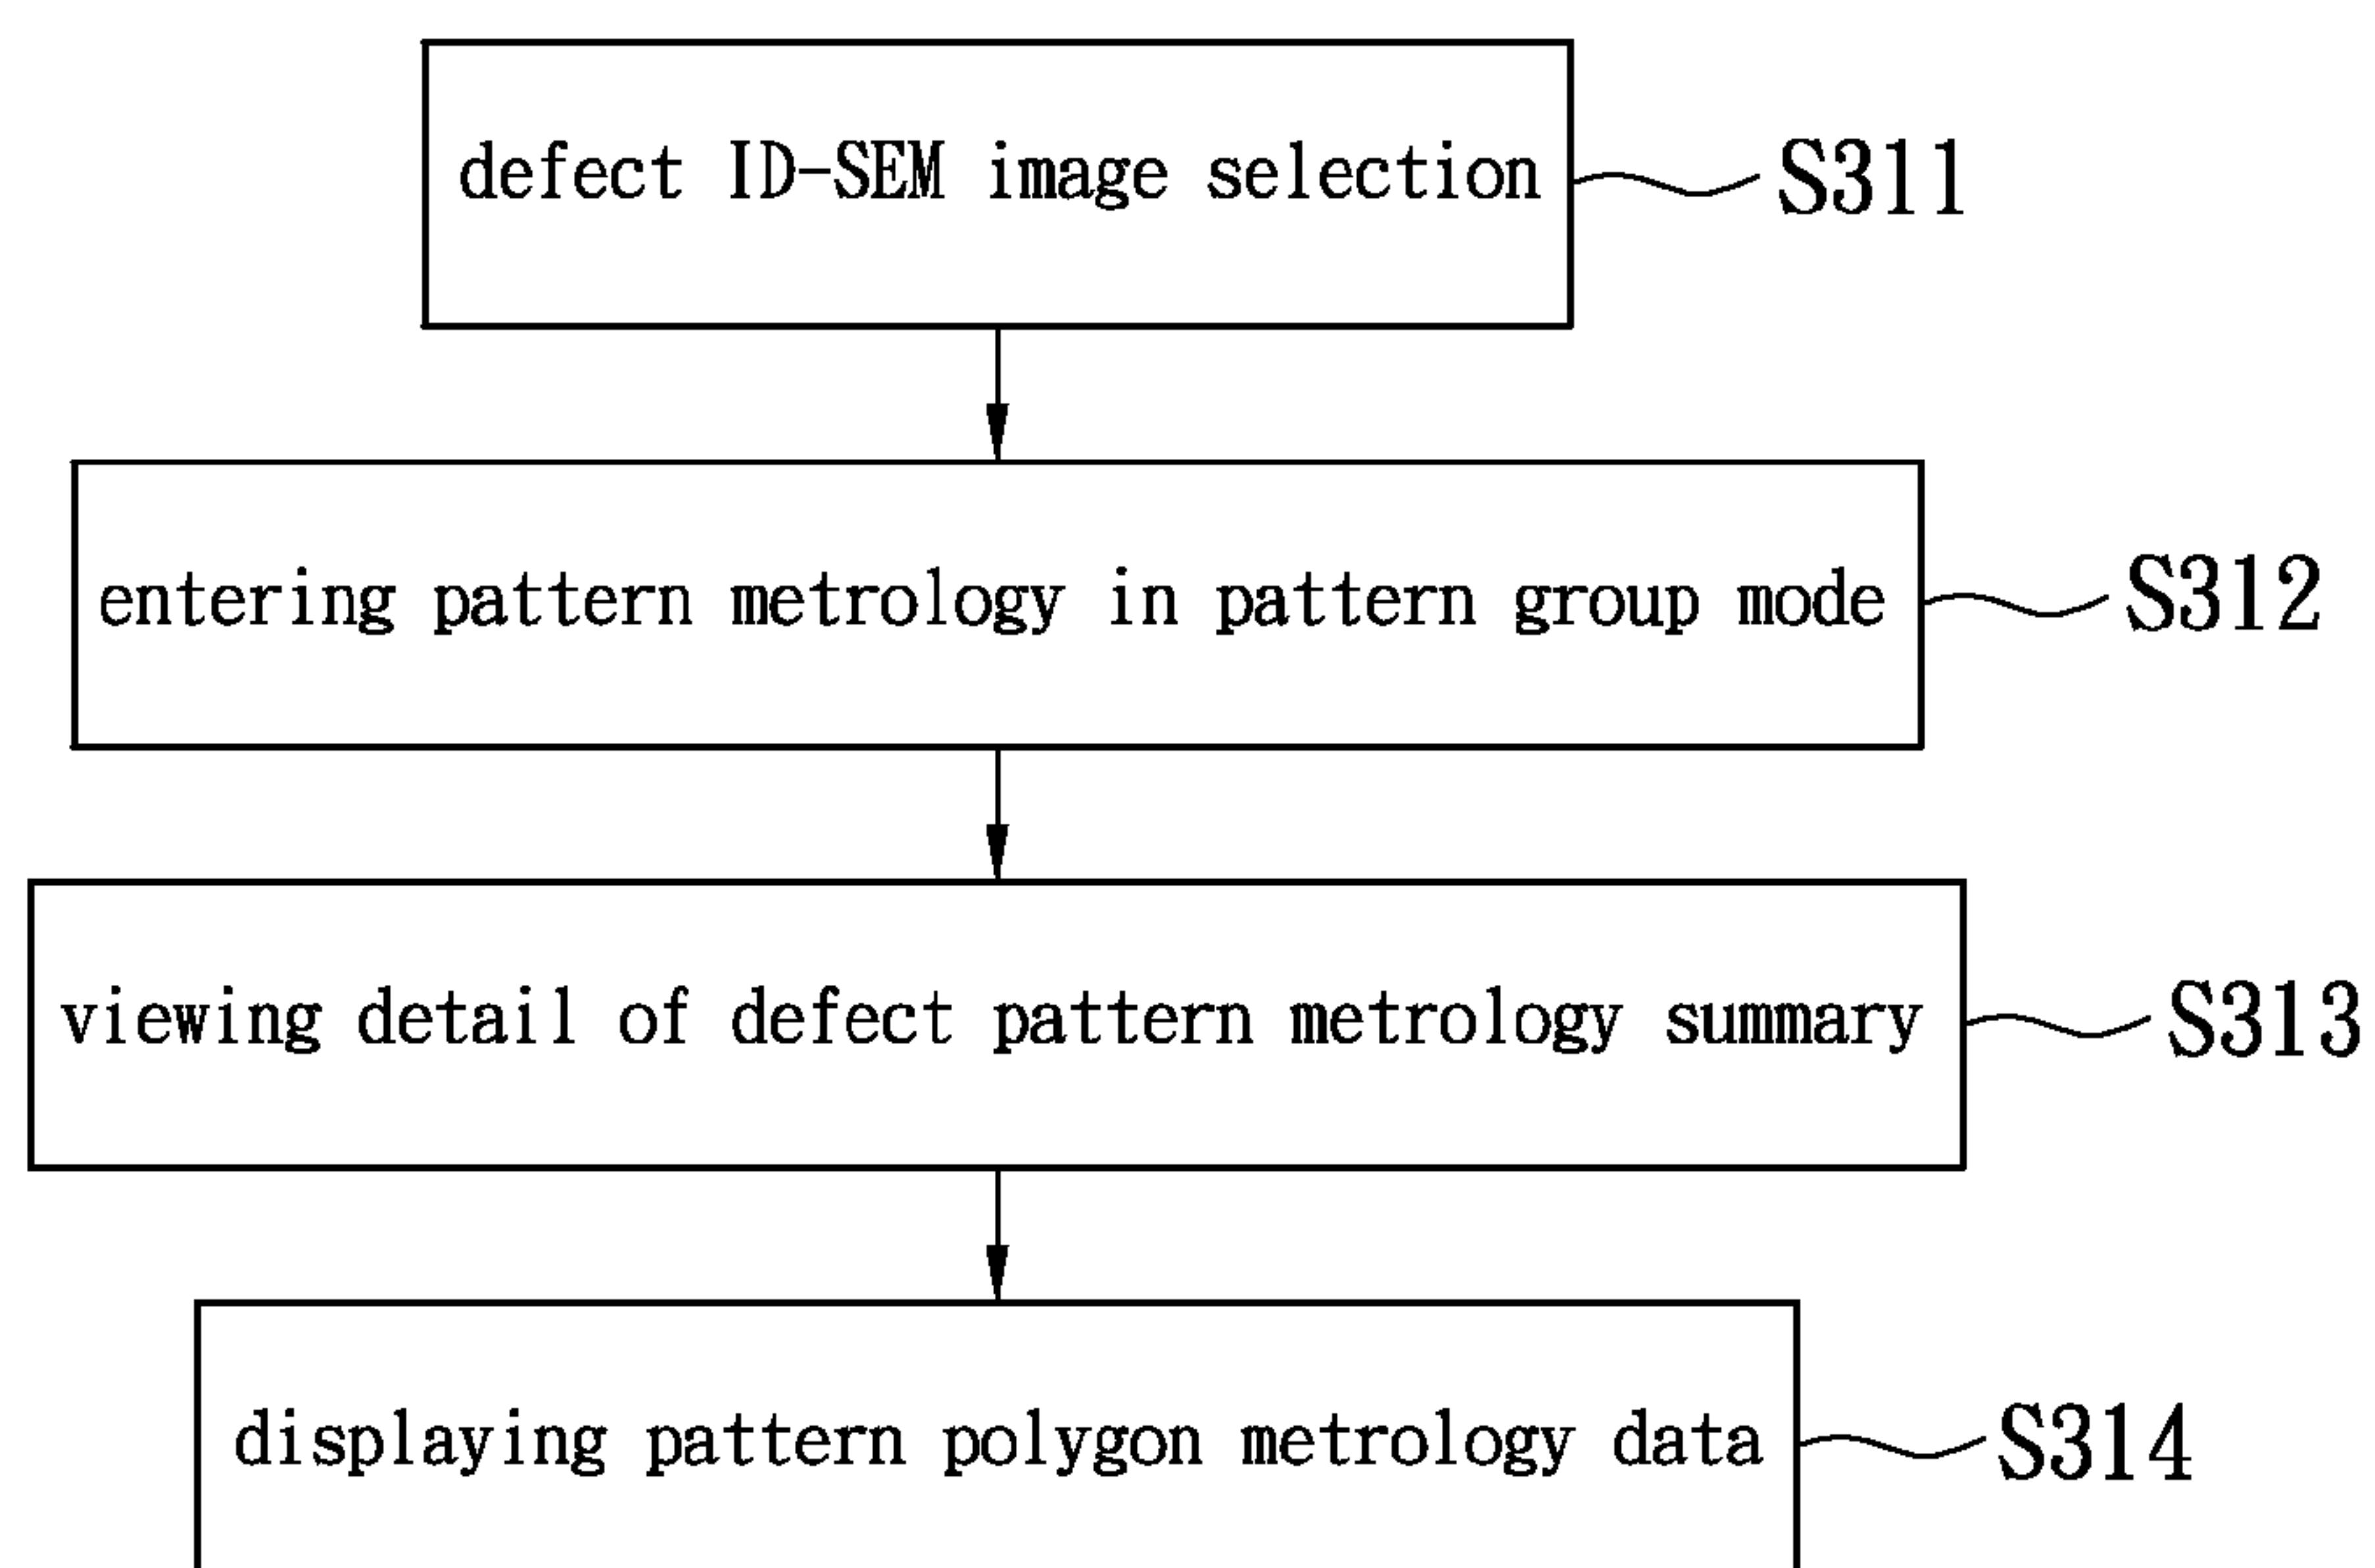 defect ID-SEM image selection S311
entering pattern metrology in pattern group mode S312
viewing detail of defect pattern metrology summary S313
displaying pattern polygon metrology data S314